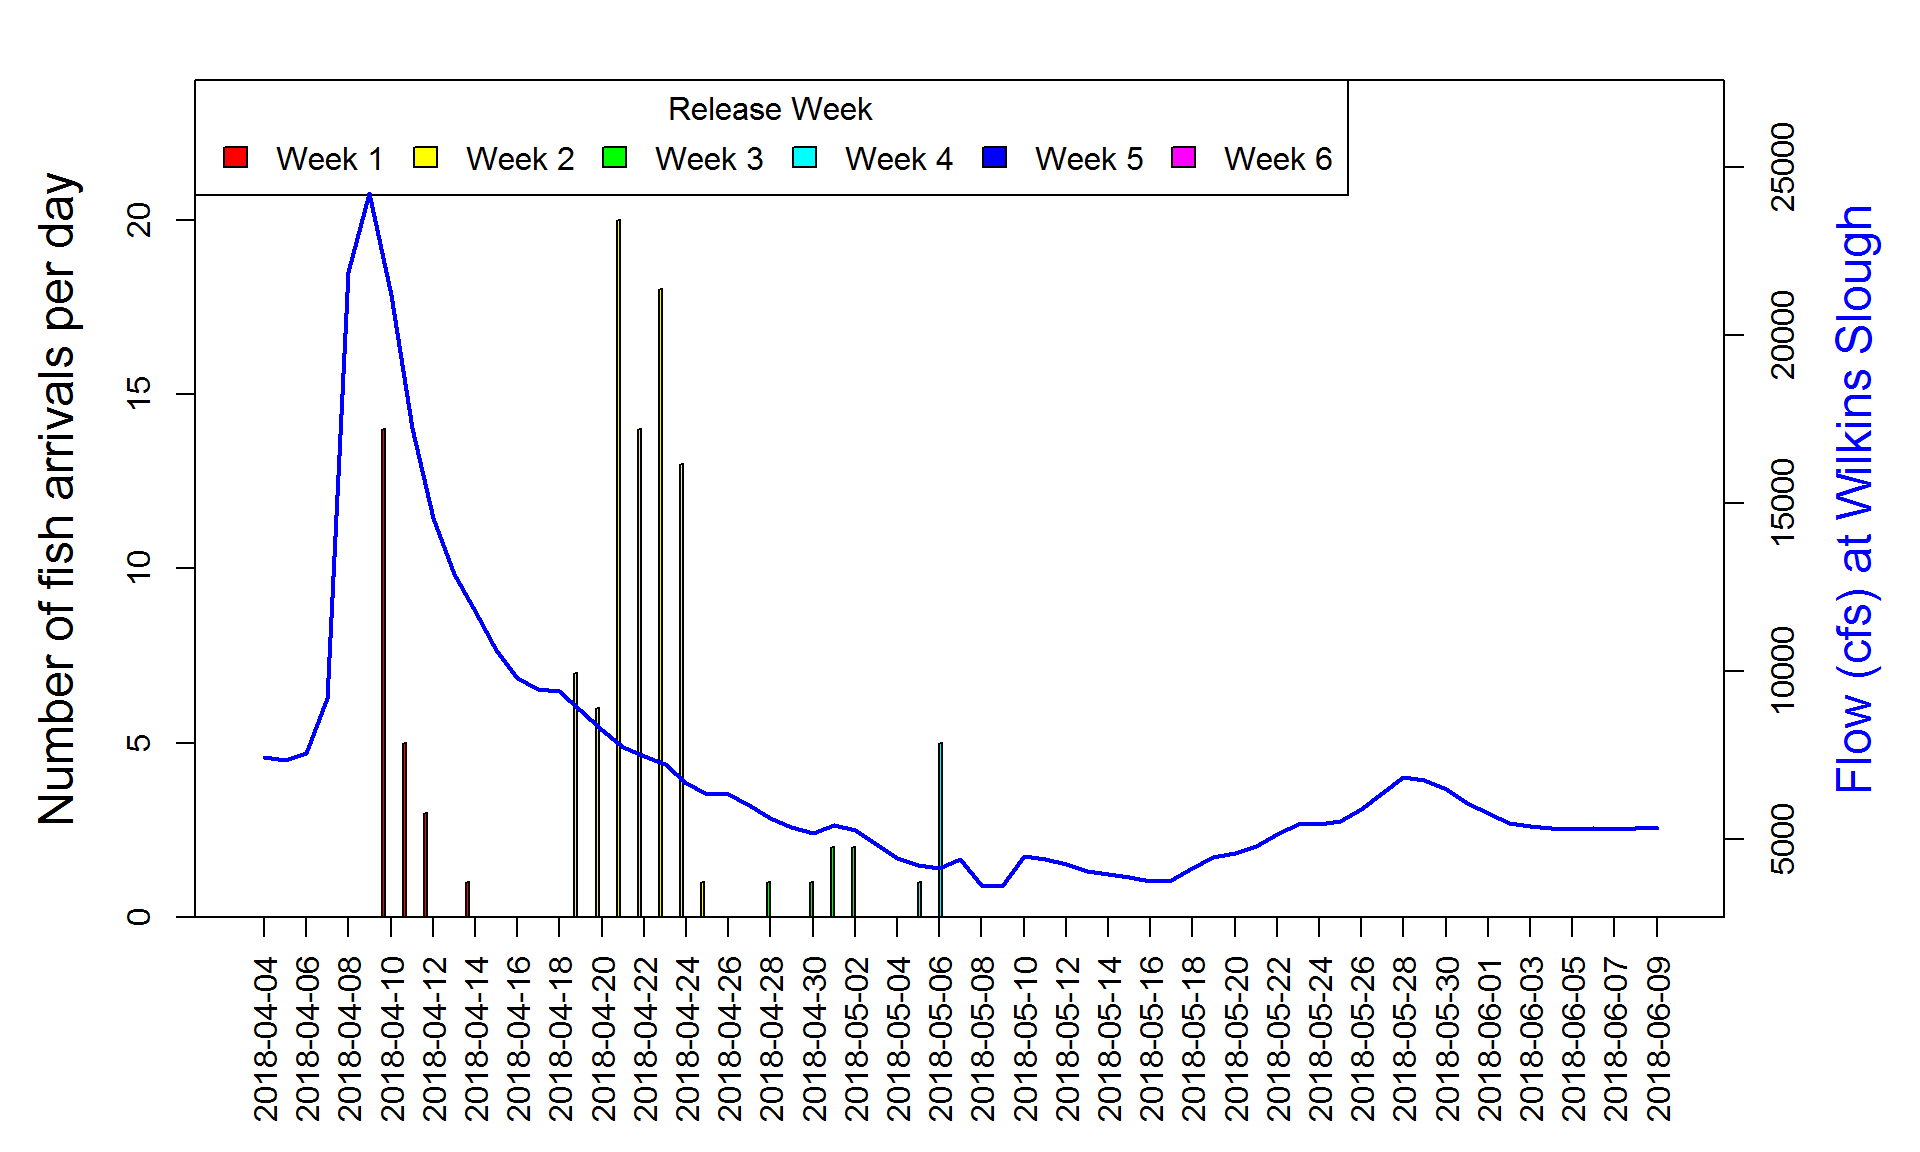 Release Week
Week 1 Week 2 Week 3 Week 4 Week 5 Week 6
Number of fish arrivals per day
0 5 10 15 20
5000 10000 15000 20000 25000
Flow (cfs) at Wilkins Slough
2018-04-04 2018-04-06 2018-04-08 2018-04-10 2018-04-12 2018-04-14 2018-04-16 2018-04-18 2018-04-20 2018-04-22 2018-04-24 2018-04-26 2018-04-28 2018-04-30 2018-05-02 2018-05-04 2018-05-06 2018-05-08 2018-05-10 2018-05-12 2018-05-14 2018-05-16 2018-05-18 2018-05-20 2018-05-22 2018-05-24 2018-05-26 2018-05-28 2018-05-30 2018-06-01 2018-06-03 2018-06-05 2018-06-07 2018-06-09